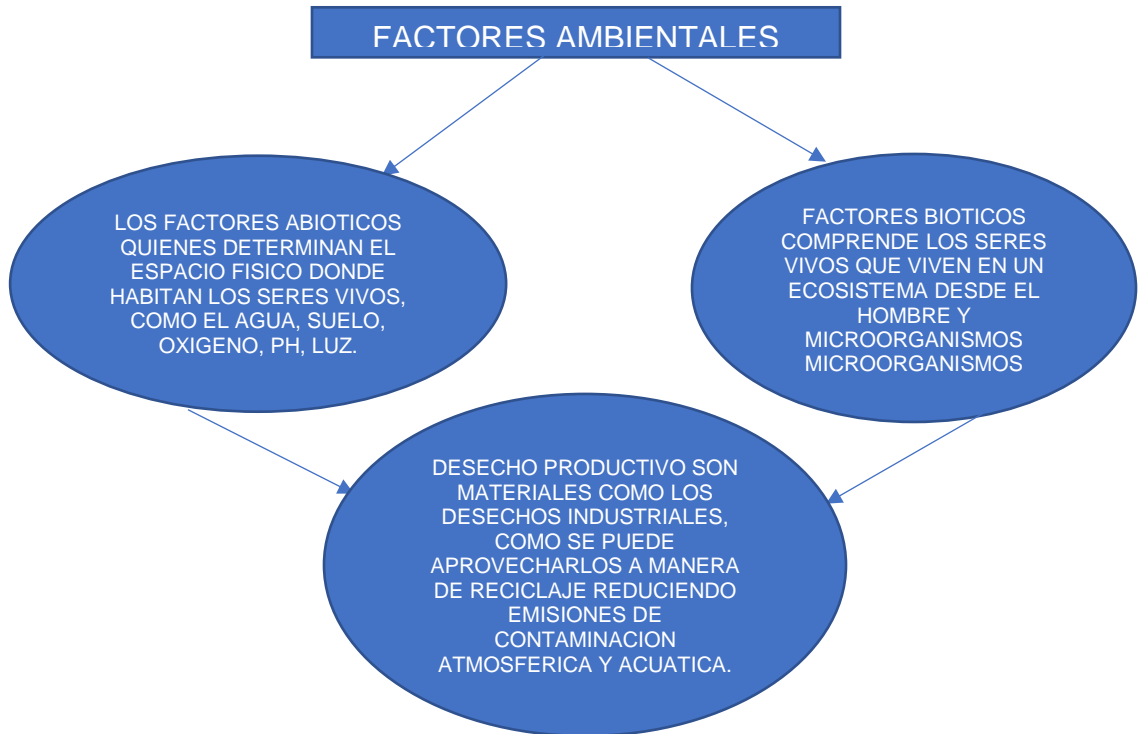 FACTORES AMBIENTALES
LOS FACTORES ABIOTICOS
QUIENES DETERMINAN EL
ESPACIO FISICO DONDE
HABITAN LOS SERES VIVOS,
COMO EL AGUA, SUELO,
OXIGENO, PH, LUZ.
FACTORES BIOTICOS
COMPRENDE LOS SERES
VIVOS QUE VIVEN EN UN
ECOSISTEMA DESDE EL
HOMBRE Y
MICROORGANISMOS
MICROORGANISMOS
DESECHO PRODUCTIVO SON
MATERIALES COMO LOS
DESECHOS INDUSTRIALES,
COMO SE PUEDE
APROVECHARLOS A MANERA
DE RECICLAJE REDUCIENDO
EMISIONES DE
CONTAMINACION
ATMOSFERICA Y ACUATICA.